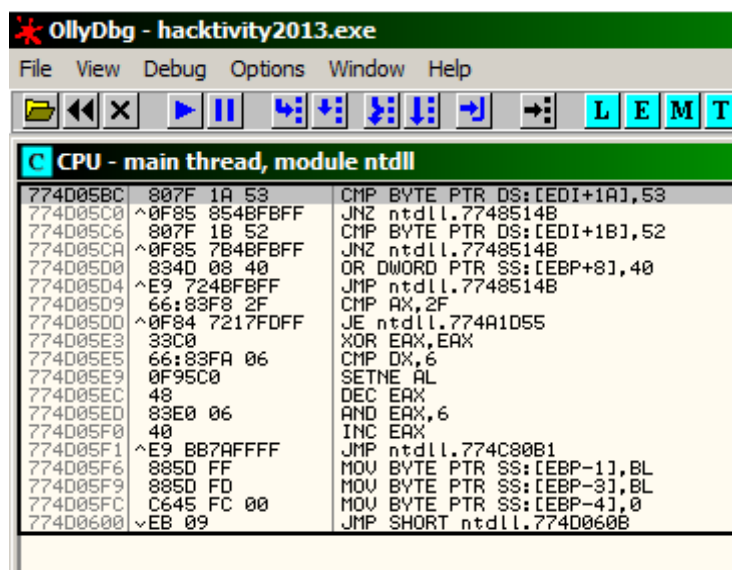 OllyDbg - hacktivity2013.exe
File View Debug Options Window Help
L E M T
C CPU - main thread, module ntdll
774D05BC 807F 1A 53 CMP BYTE PTR DS:[EDI+1A],53
774D05C0 ^0F85 854BFBFF JNZ ntdll.7748514B
774D05C6 807F 1B 52 CMP BYTE PTR DS:[EDI+1B],52
774D05CA ^0F85 7B4BFBFF JNZ ntdll.7748514B
774D05D0 834D 08 40 OR DWORD PTR SS:[EBP+8],40
774D05D4 ^E9 724BFBFF JMP ntdll.7748514B
774D05D9 66:83F8 2F CMP AX,2F
774D05DD ^0F84 7217FDFF JE ntdll.774A1D55
774D05E3 33C0 XOR EAX,EAX
774D05E5 66:83FA 06 CMP DX,6
774D05E9 0F95C0 SETNE AL
774D05EC 48 DEC EAX
774D05ED 83E0 06 AND EAX,6
774D05F0 40 INC EAX
774D05F1 ^E9 BB7AFFFF JMP ntdll.774C80B1
774D05F6 885D FF MOV BYTE PTR SS:[EBP-1],BL
774D05F9 885D FD MOV BYTE PTR SS:[EBP-3],BL
774D05FC C645 FC 00 MOV BYTE PTR SS:[EBP-4],0
774D0600 ˅EB 09 JMP SHORT ntdll.774D060B